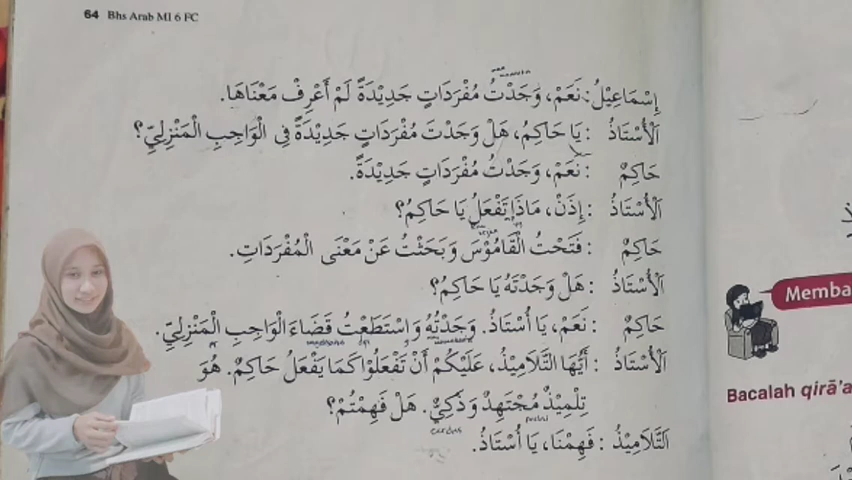 64 Bhs Arab MI 6 FC
إِسْمَاعِيْلُ : نَعَمْ، وَجَدْتُ مُفْرَدَاتٍ جَدِيْدَةً لَمْ أَعْرِفْ مَعْنَاهَا.
اَلْأُسْتَاذُ : يَا حَاكِمُ، هَلْ وَجَدْتَ مُفْرَدَاتٍ جَدِيْدَةً فِى الْوَاجِبِ الْمَنْزِلِيِّ؟
حَاكِمٌ : نَعَمْ، وَجَدْتُ مُفْرَدَاتٍ جَدِيْدَةً.
اَلْأُسْتَاذُ : إِذَنْ، مَاذَا يَفْعَلُ يَا حَاكِمُ؟
حَاكِمٌ : فَتَحْتُ الْقَامُوْسَ وَبَحَثْتُ عَنْ مَعْنَى الْمُفْرَدَاتِ.
اَلْأُسْتَاذُ : هَلْ وَجَدْتَهُ يَا حَاكِمُ؟
حَاكِمٌ : نَعَمْ، يَا أُسْتَاذُ. وَجَدْتُهُ وَاِسْتَطَعْتُ قَضَاءَ الْوَاجِبِ الْمَنْزِلِيِّ.
اَلْأُسْتَاذُ : أَيُّهَا التَّلَامِيْذُ، عَلَيْكُمْ أَنْ تَفْعَلُوْا كَمَا يَفْعَلُ حَاكِمٌ. هُوَ
تِلْمِيْذٌ مُجْتَهِدٌ وَذَكِيٌّ. هَلْ فَهِمْتُمْ؟
cerdas
اَلتَّلَامِيْذُ : فَهِمْنَا، يَا أُسْتَاذُ.
Memba
Bacalah qirā'a